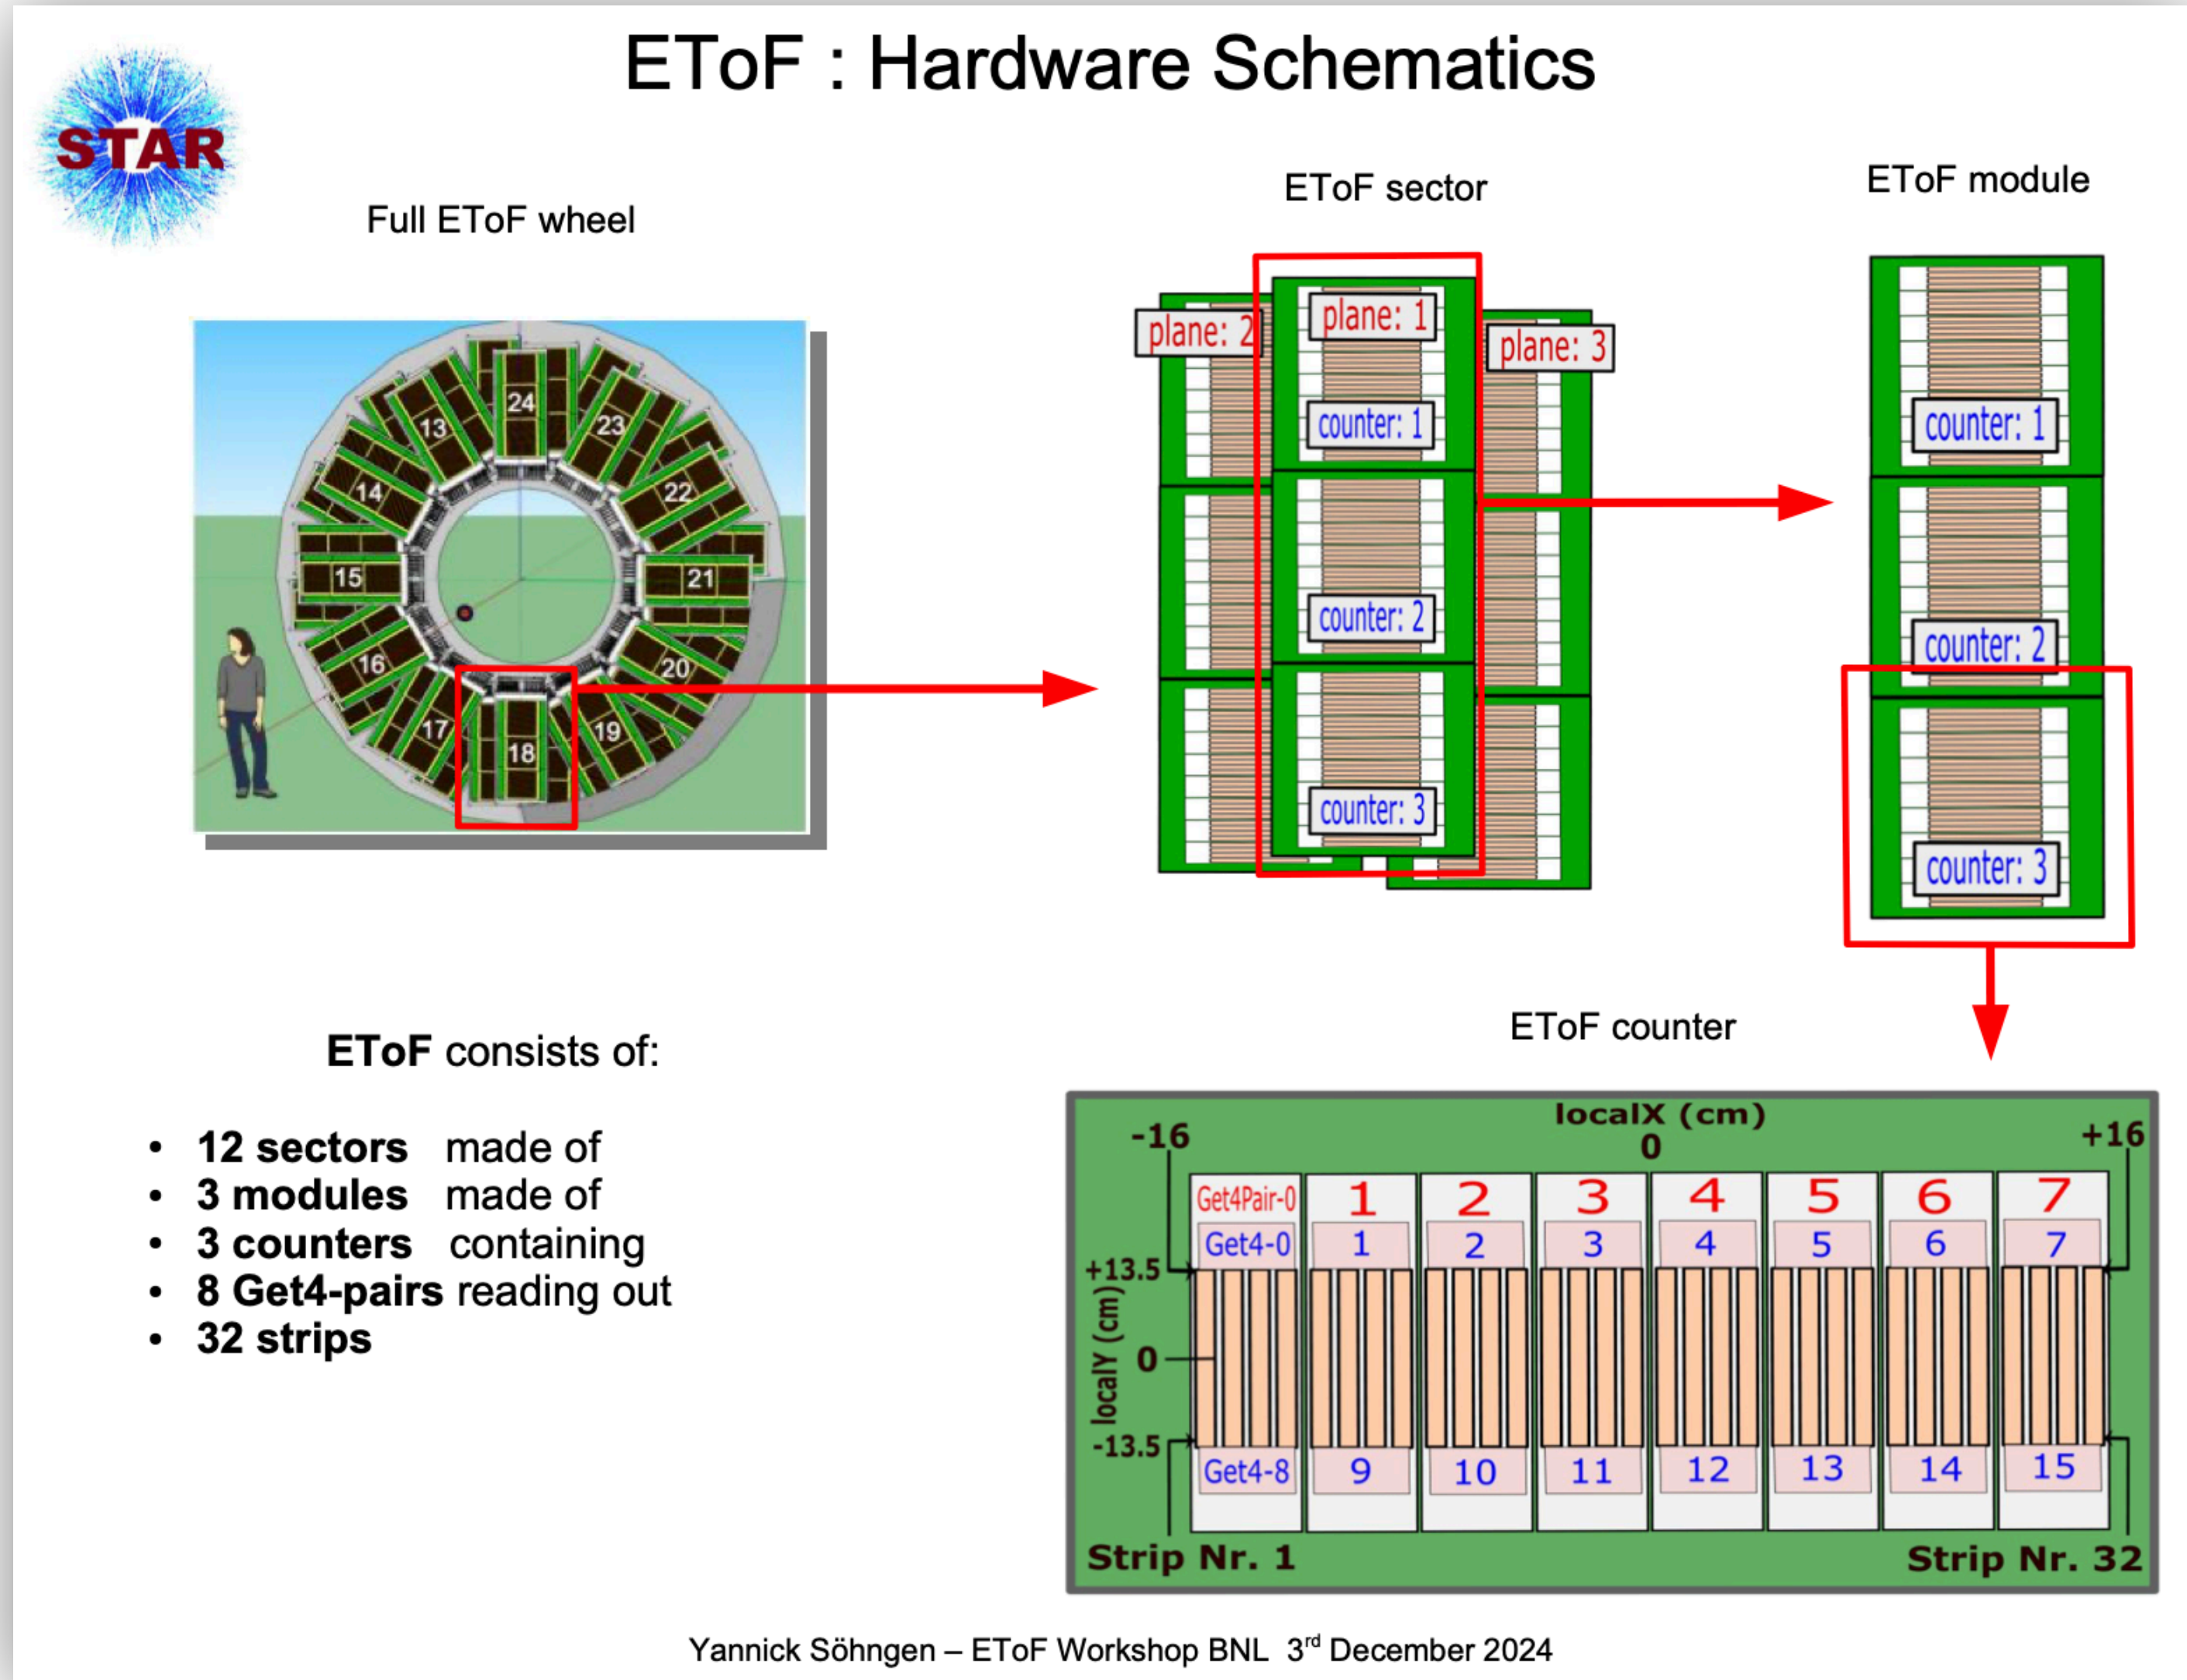 EToF : Hardware Schematics
STAR
Full EToF wheel
EToF sector
EToF module
24
13
23
14
22
15
21
16
20
17
19
18
plane: 2
plane: 1
plane: 3
counter: 1
counter: 2
counter: 3
counter: 1
counter: 2
counter: 3
EToF consists of:
• 12 sectors made of
• 3 modules made of
• 3 counters containing
• 8 Get4-pairs reading out
• 32 strips
EToF counter
localX (cm)
-16 0 +16
Get4Pair-0 1 2 3 4 5 6 7
Get4-0 1 2 3 4 5 6 7
+13.5
localY (cm)
0
-13.5
Get4-8 9 10 11 12 13 14 15
Strip Nr. 1 Strip Nr. 32
Yannick Söhngen – EToF Workshop BNL 3rd December 2024